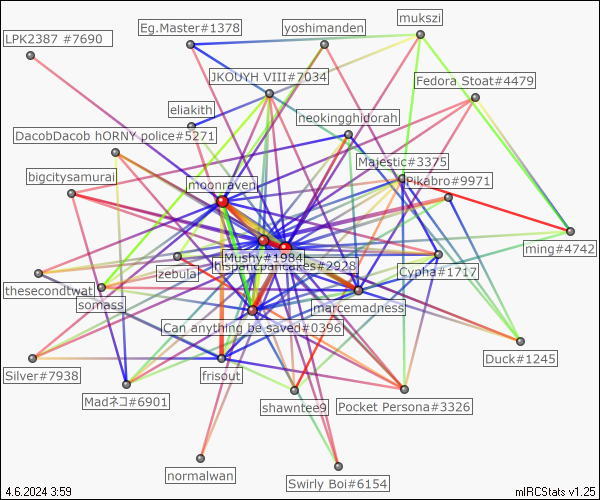 mukszi
Eg.Master#1378
yoshimanden
LPK2387 #7690
JKOUYH VIII#7034
Fedora Stoat#4479
eliakith
neokingghidorah
DacobDacob hORNY police#5271
Majestic#3375
bigcitysamurai
moonraven
Pikabro#9971
ming#4742
Mushy#1984
Inspancpancakes#2928
Cypha#1717
zebula
thesecondtwat
somass
marcemadness
Can anything be saved#0396
Duck#1245
Silver#7938
frisout
Madネコ#6901
shawntee9
Pocket Persona#3326
normalwan
Swirly Boi#6154
4.6.2024 3:59
mIRCStats v1.25